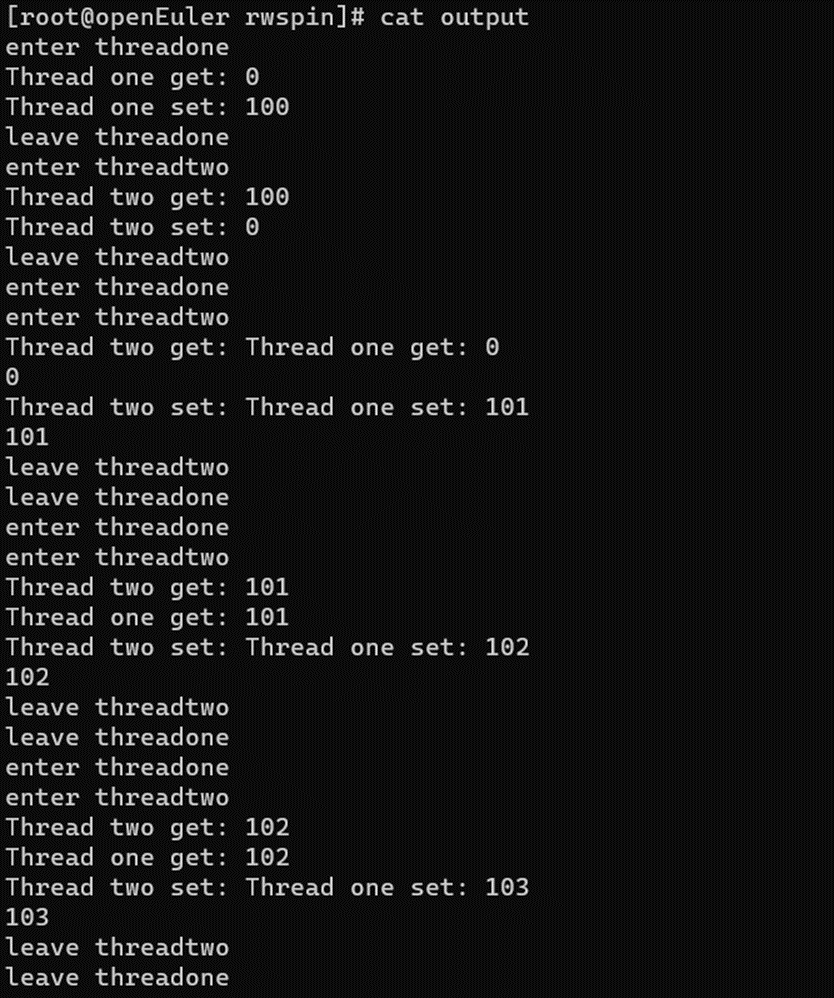 [root@openEuler rwspin]# cat output
enter threadone
Thread one get: 0
Thread one set: 100
leave threadone
enter threadtwo
Thread two get: 100
Thread two set: 0
leave threadtwo
enter threadone
enter threadtwo
Thread two get: Thread one get: 0
0
Thread two set: Thread one set: 101
101
leave threadtwo
leave threadone
enter threadone
enter threadtwo
Thread two get: 101
Thread one get: 101
Thread two set: Thread one set: 102
102
leave threadtwo
leave threadone
enter threadone
enter threadtwo
Thread two get: 102
Thread one get: 102
Thread two set: Thread one set: 103
103
leave threadtwo
leave threadone